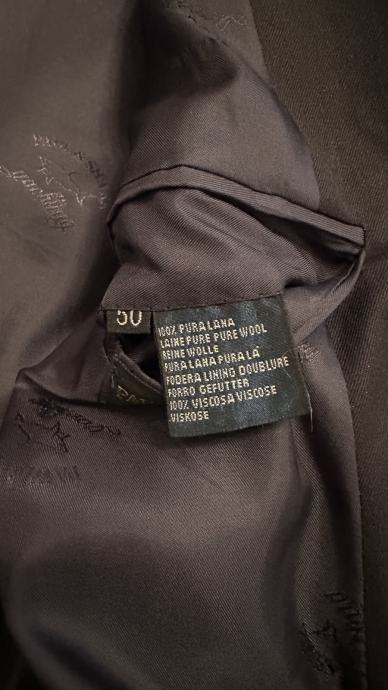 50
100% PURA LANA
LAINE PURE PURE WOOL
REINE WOLLE
PURA LANA PURA LÃ
FODERA LINING DOUBLURE
FORRO GEFUTTER
100% VISCOSA VISCOSE
VISKOSE